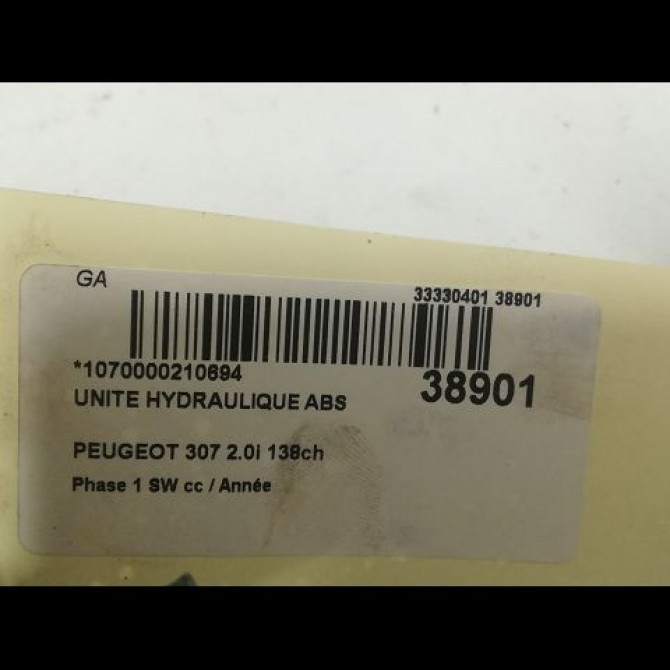 GA
33330401 38901
*1070000210694
38901
UNITE HYDRAULIQUE ABS
PEUGEOT 307 2.0i 138ch
Phase 1 SW cc / Année